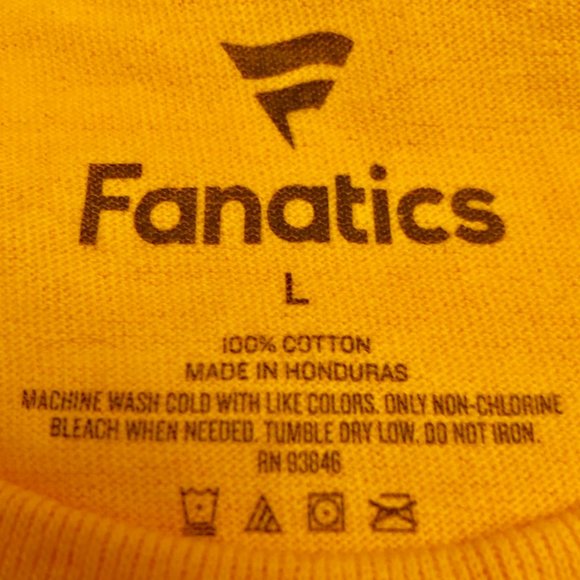 Fanatics
L
100% COTTON
MADE IN HONDURAS
MACHINE WASH COLD WITH LIKE COLORS. ONLY NON-CHLORINE
BLEACH WHEN NEEDED. TUMBLE DRY LOW. DO NOT IRON.
RN 93846